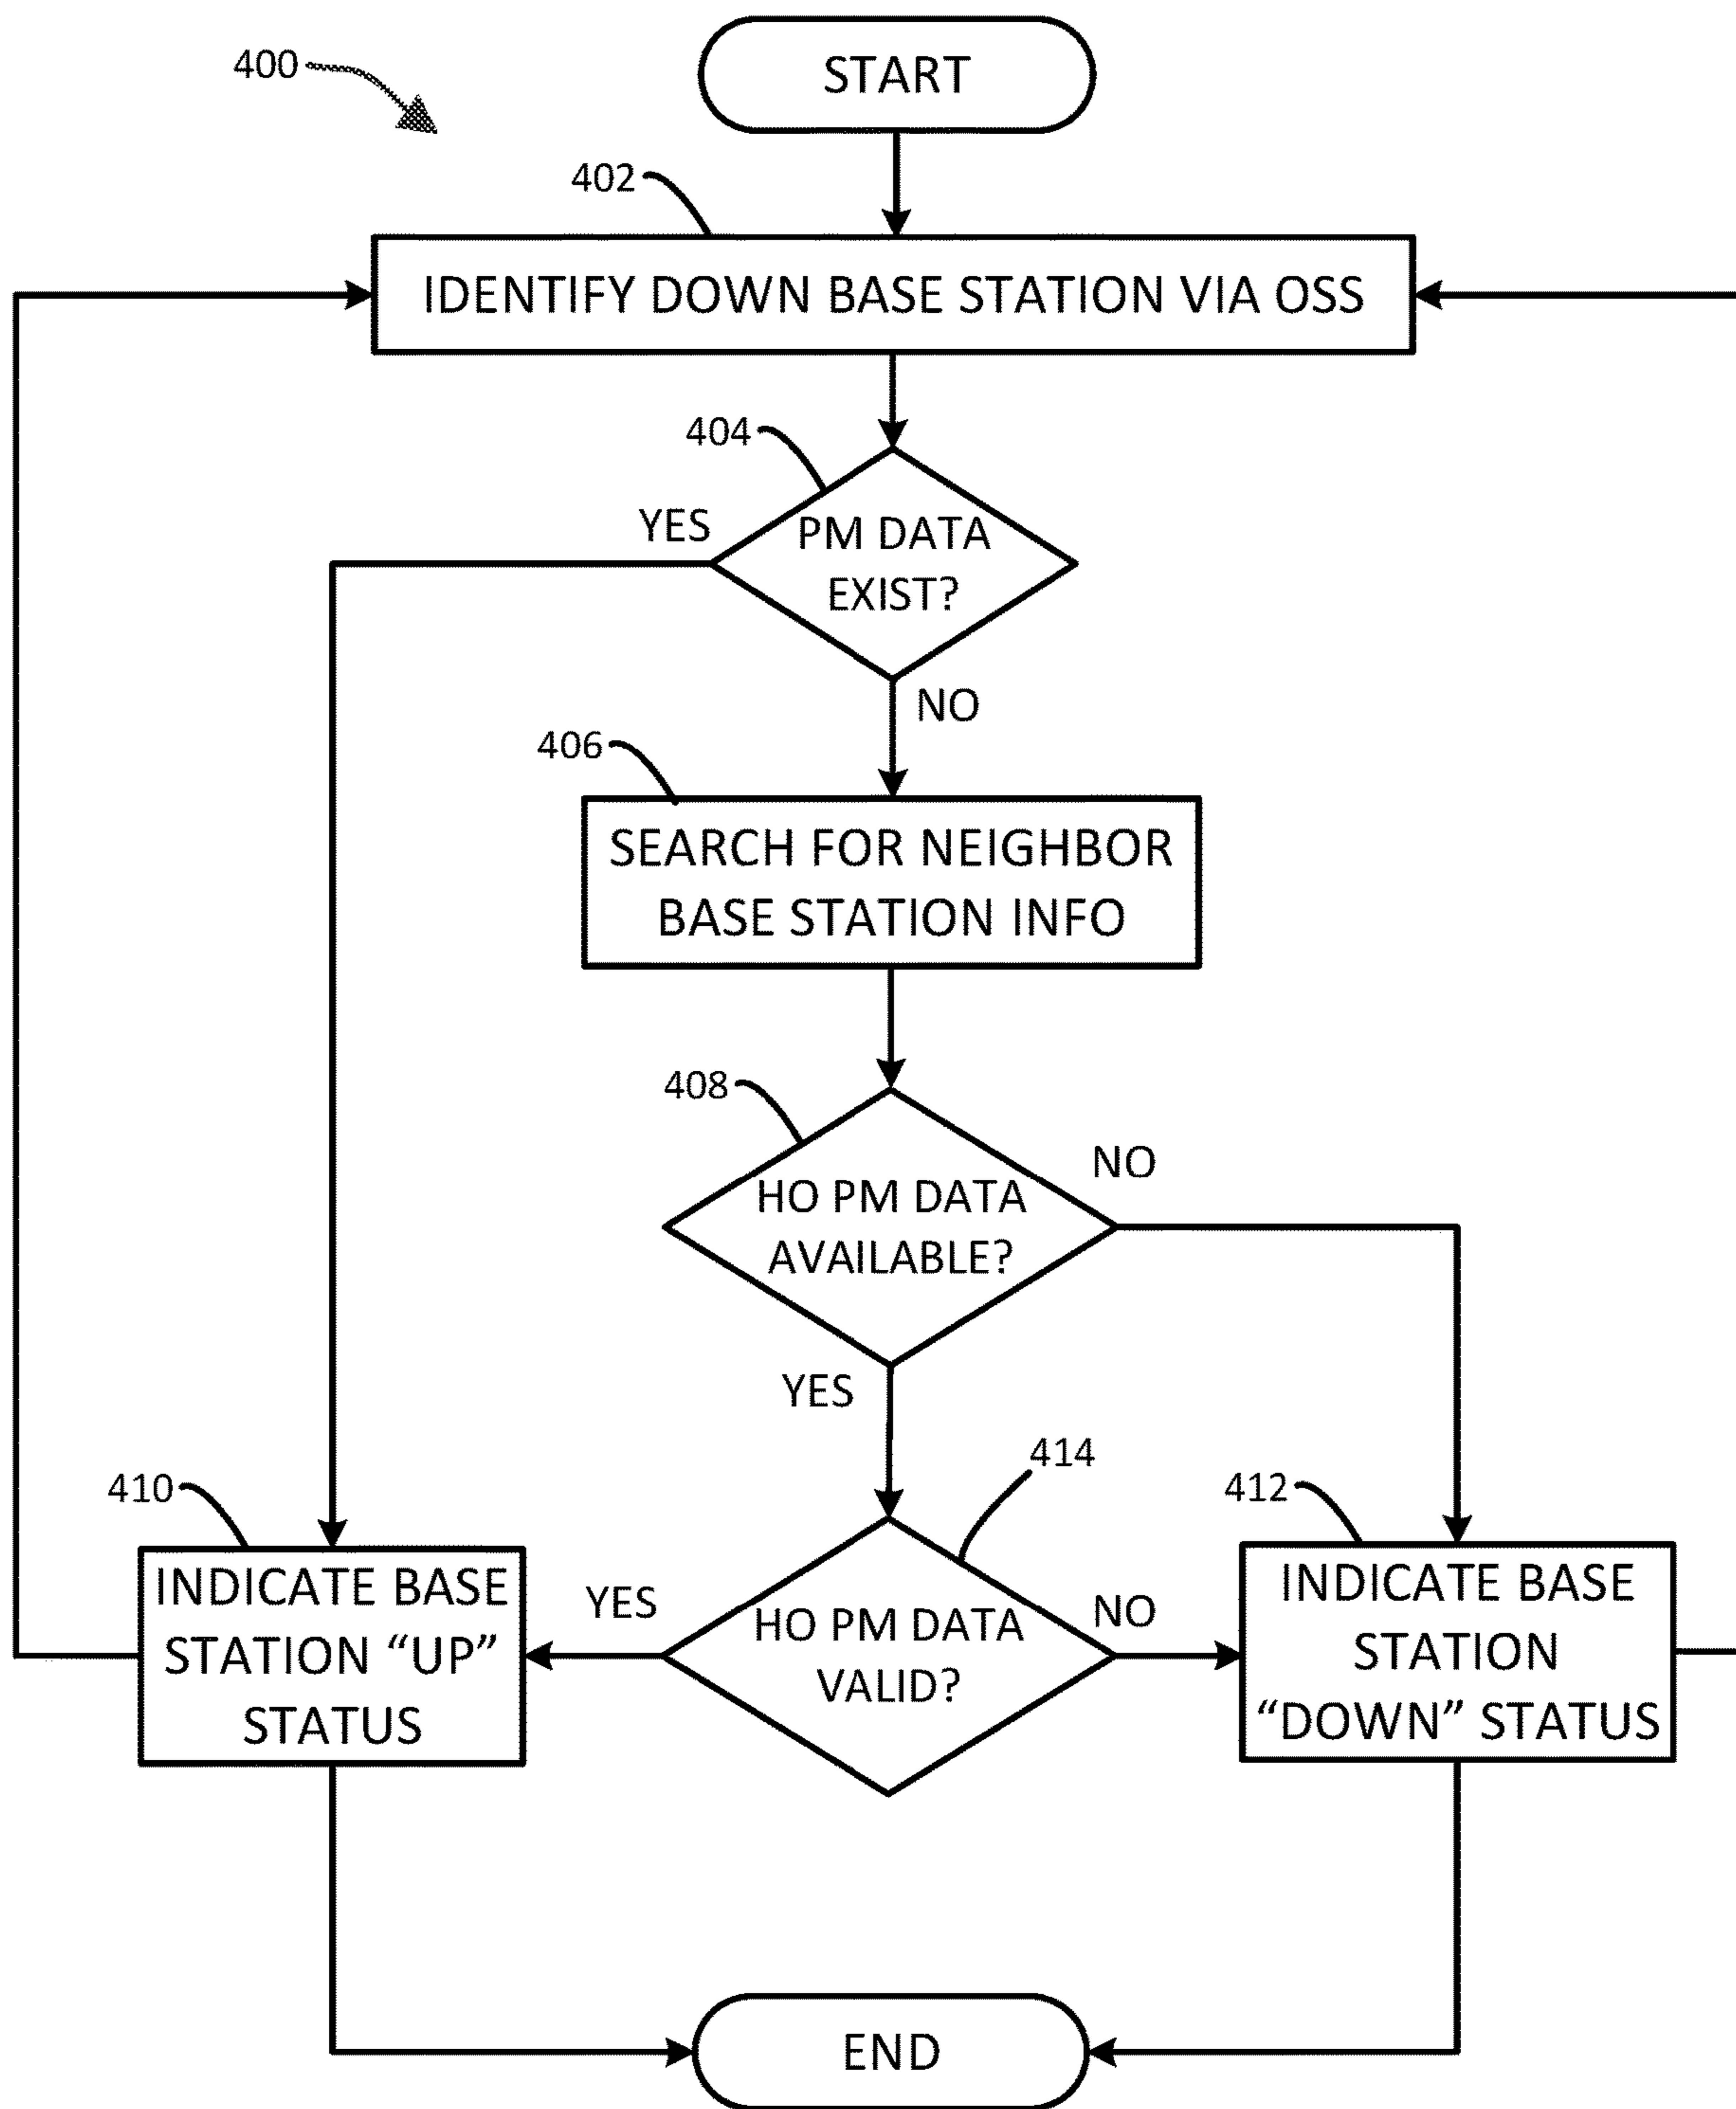 400
START
402
IDENTIFY DOWN BASE STATION VIA OSS
404
YES
PM DATA
EXIST?
NO
406
SEARCH FOR NEIGHBOR
BASE STATION INFO
408
NO
HO PM DATA
AVAILABLE?
YES
414
410
412
INDICATE BASE
STATION “UP”
STATUS
YES
HO PM DATA
VALID?
NO
INDICATE BASE
STATION
“DOWN” STATUS
END